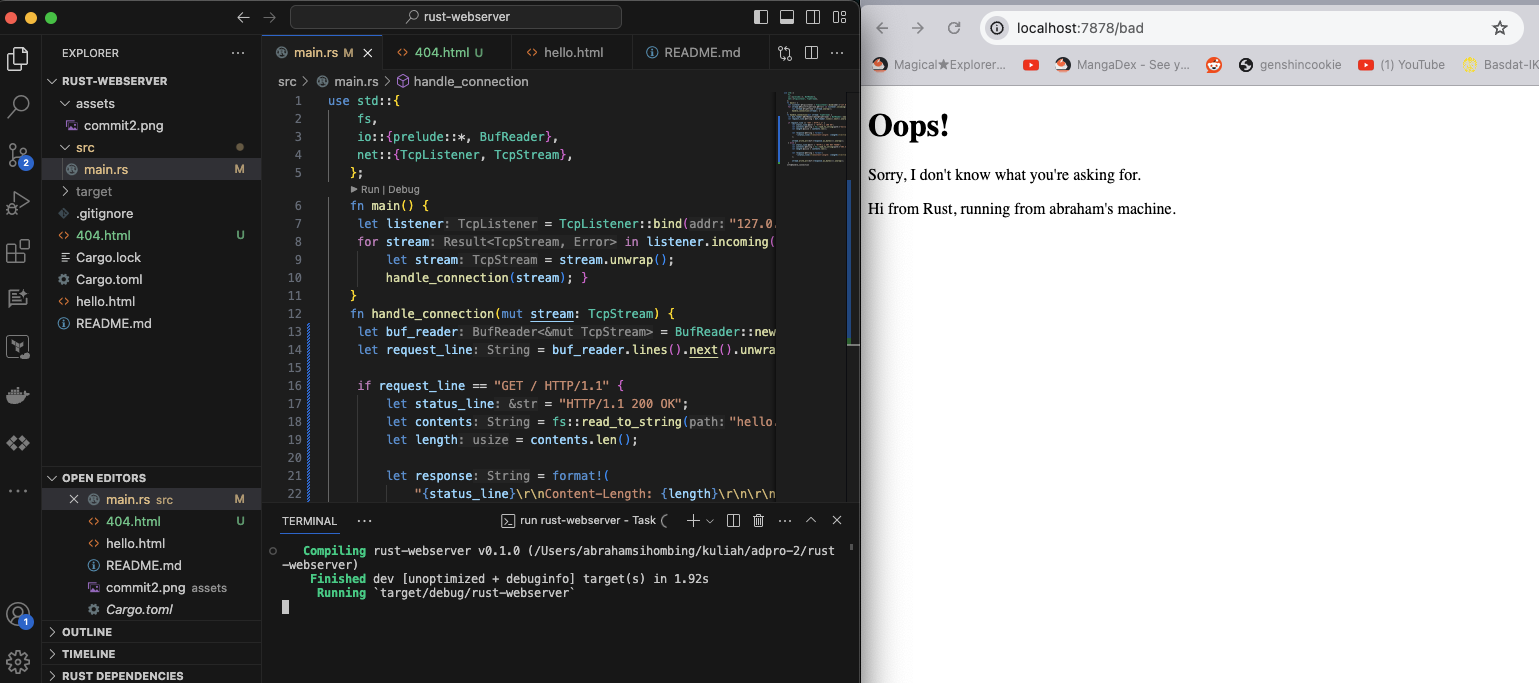 rust-webserver
EXPLORER
RUST-WEBSERVER
assets
commit2.png
src
main.rs M
target
.gitignore
404.html U
Cargo.lock
Cargo.toml
hello.html
README.md
OPEN EDITORS
main.rs src M
404.html U
hello.html
README.md
commit2.png assets
Cargo.toml
OUTLINE
TIMELINE
RUST DEPENDENCIES
2
1
main.rs M
404.html U
hello.html
README.md
src > main.rs > handle_connection
1 use std::{
2 fs,
3 io::{prelude::*, BufReader},
4 net::{TcpListener, TcpStream},
5 };
Run | Debug
6 fn main() {
7 let listener: TcpListener = TcpListener::bind(addr: "127.0.
8 for stream: Result<TcpStream, Error> in listener.incoming(
9 let stream: TcpStream = stream.unwrap();
10 handle_connection(stream); }
11 }
12 fn handle_connection(mut stream: TcpStream) {
13 let buf_reader: BufReader<&mut TcpStream> = BufReader::new
14 let request_line: String = buf_reader.lines().next().unwra
15
16 if request_line == "GET / HTTP/1.1" {
17 let status_line: &str = "HTTP/1.1 200 OK";
18 let contents: String = fs::read_to_string(path: "hello.
19 let length: usize = contents.len();
20
21 let response: String = format!(
22 "{status_line}\r\nContent-Length: {length}\r\n\r\n
TERMINAL
run rust-webserver - Task
Compiling rust-webserver v0.1.0 (/Users/abrahamsihombing/kuliah/adpro-2/rust
-webserver)
Finished dev [unoptimized + debuginfo] target(s) in 1.92s
Running `target/debug/rust-webserver`
localhost:7878/bad
Magical★Explorer...
MangaDex - See y...
genshincookie
(1) YouTube
Basdat-IK
Oops!
Sorry, I don't know what you're asking for.
Hi from Rust, running from abraham's machine.